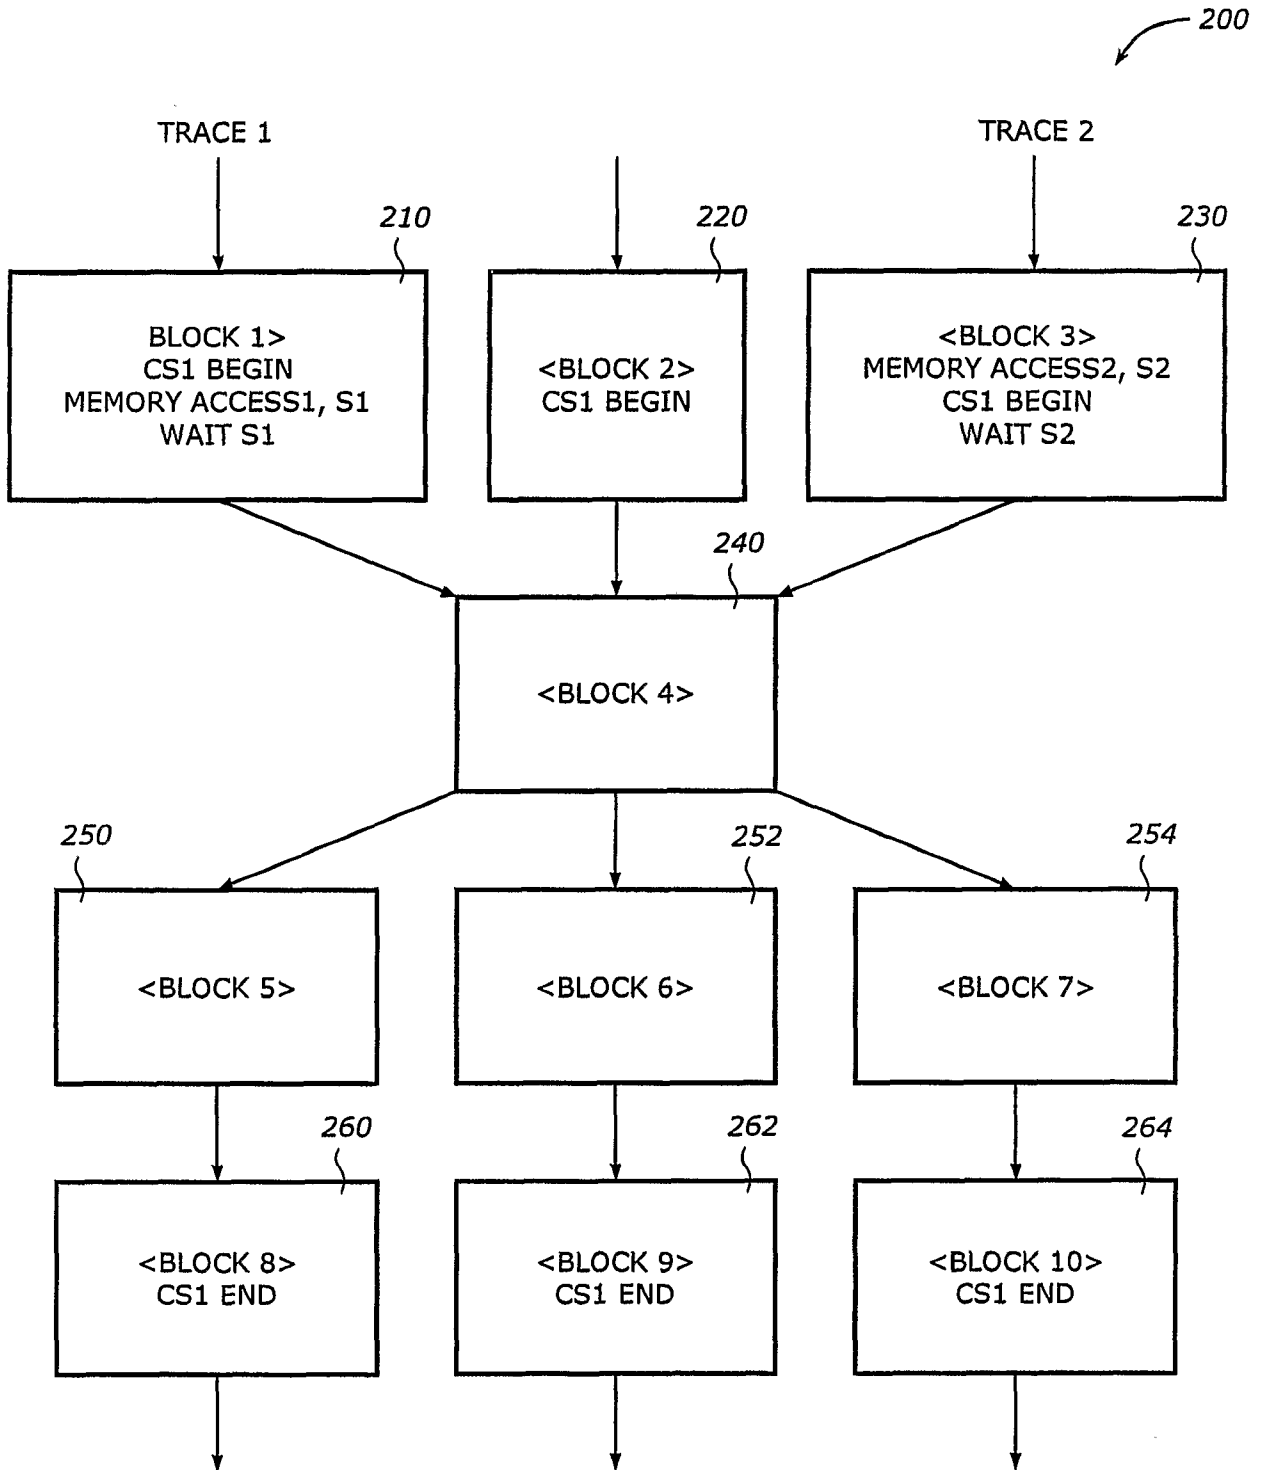 200
TRACE 1
TRACE 2
210
220
230
BLOCK 1>
CS1 BEGIN
MEMORY ACCESS1, S1
WAIT S1
<BLOCK 2>
CS1 BEGIN
<BLOCK 3>
MEMORY ACCESS2, S2
CS1 BEGIN
WAIT S2
240
<BLOCK 4>
250
252
254
<BLOCK 5>
<BLOCK 6>
<BLOCK 7>
260
262
264
<BLOCK 8>
CS1 END
<BLOCK 9>
CS1 END
<BLOCK 10>
CS1 END